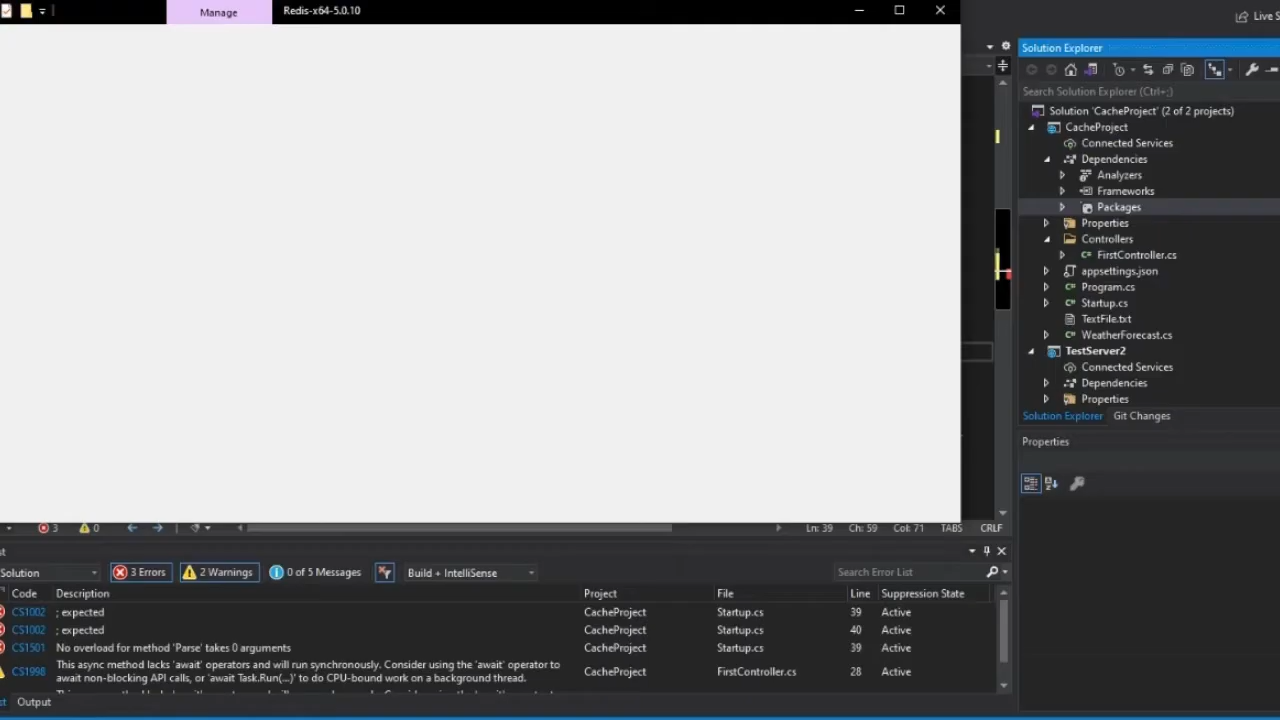 Manage
Redis-x64-5.0.10
Live S
Solution Explorer
Search Solution Explorer (Ctrl+;)
Solution 'CacheProject' (2 of 2 projects)
CacheProject
Connected Services
Dependencies
Analyzers
Frameworks
Packages
Properties
Controllers
C# FirstController.cs
appsettings.json
C# Program.cs
C# Startup.cs
TextFile.txt
C# WeatherForecast.cs
TestServer2
Connected Services
Dependencies
Properties
Solution Explorer Git Changes
Properties
3 0 Ln: 39 Ch: 59 Col: 71 TABS CRLF
Solution 3 Errors 2 Warnings 0 of 5 Messages Build + IntelliSense Search Error List
Code Description Project File Line Suppression State
CS1002 ; expected CacheProject Startup.cs 39 Active
CS1002 ; expected CacheProject Startup.cs 40 Active
CS1501 No overload for method 'Parse' takes 0 arguments CacheProject Startup.cs 39 Active
This async method lacks 'await' operators and will run synchronously. Consider using the 'await' operator to
CS1998 CacheProject FirstController.cs 28 Active
await non-blocking API calls, or 'await Task.Run(...)' to do CPU-bound work on a background thread.
Output